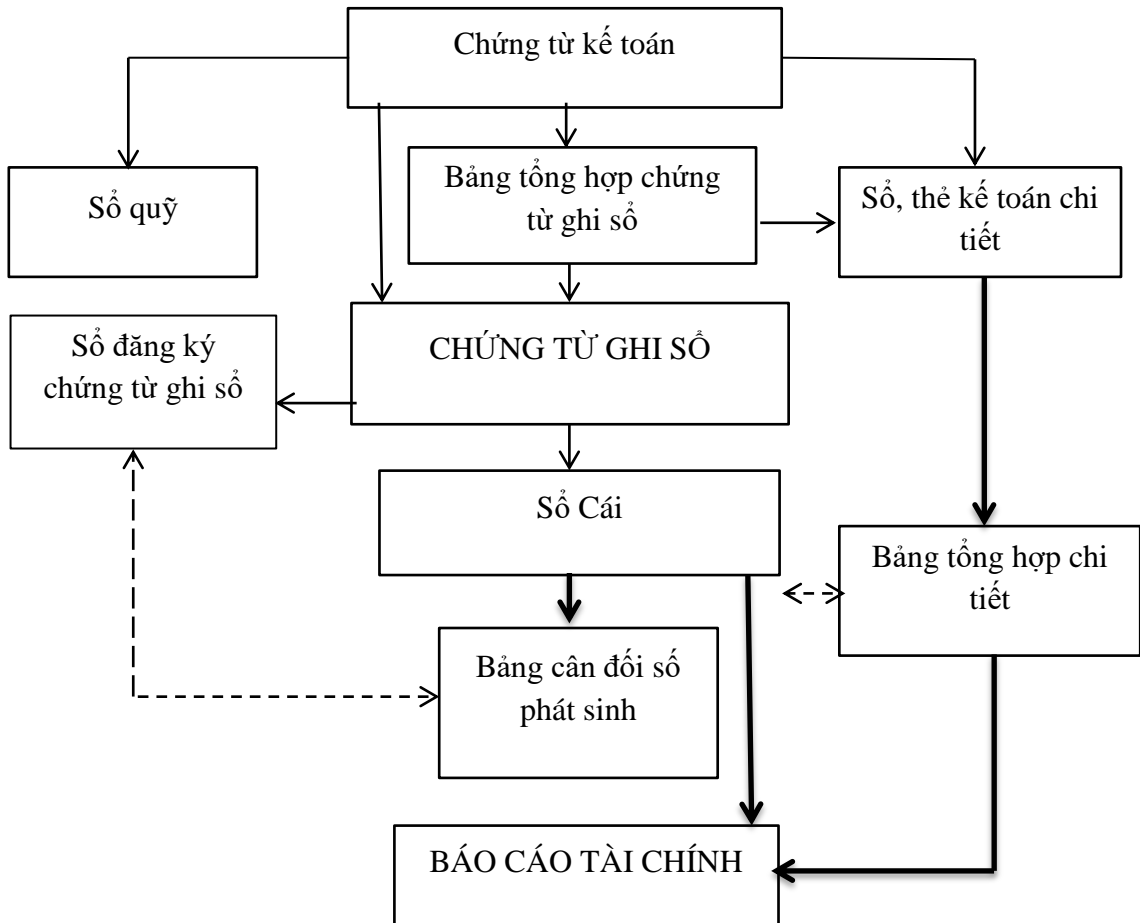 Chứng từ kế toán
Sổ quỹ
Bảng tổng hợp chứng
từ ghi sổ
Sổ, thẻ kế toán chi
tiết
Sổ đăng ký
chứng từ ghi sổ
CHỨNG TỪ GHI SỔ
Sổ Cái
Bảng tổng hợp chi
tiết
Bảng cân đối số
phát sinh
BÁO CÁO TÀI CHÍNH